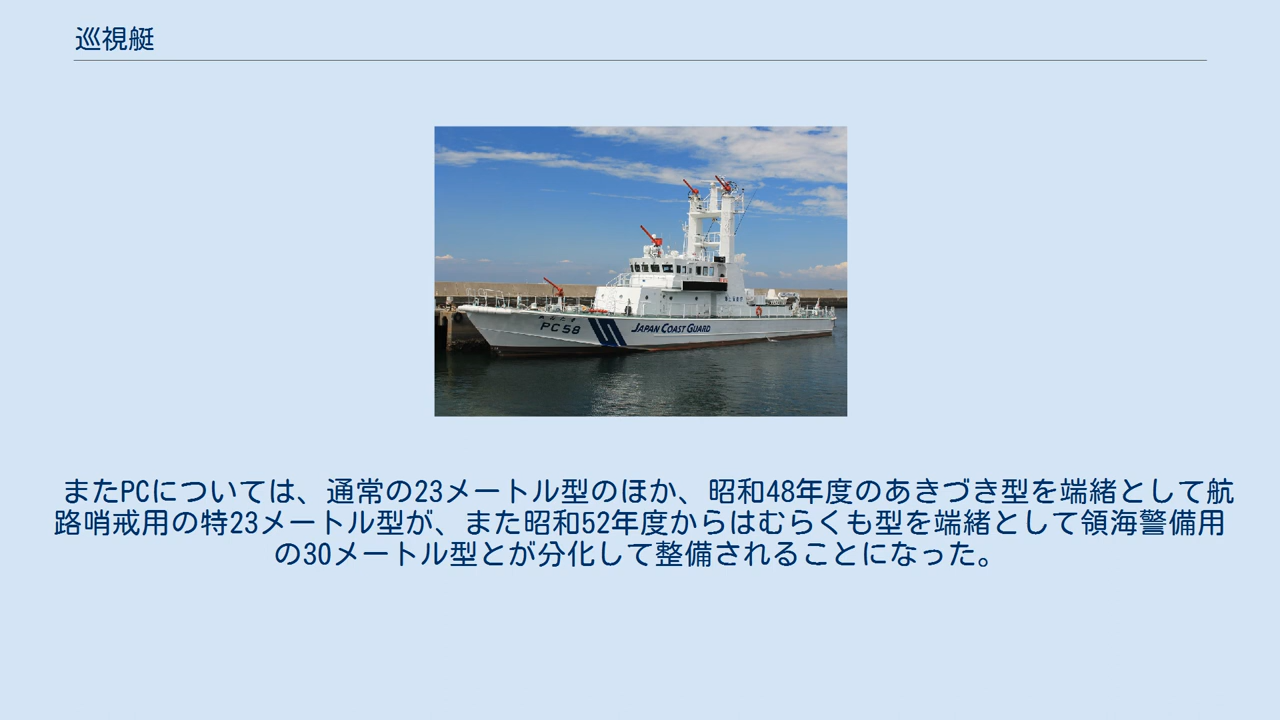 巡視艇
PC58
JAPAN COAST GUARD
またPCについては、通常の23メートル型のほか、昭和48年度のあきづき型を端緒として航
路哨戒用の特23メートル型が、また昭和52年度からはむらくも型を端緒として領海警備用
の30メートル型とが分化して整備されることになった。